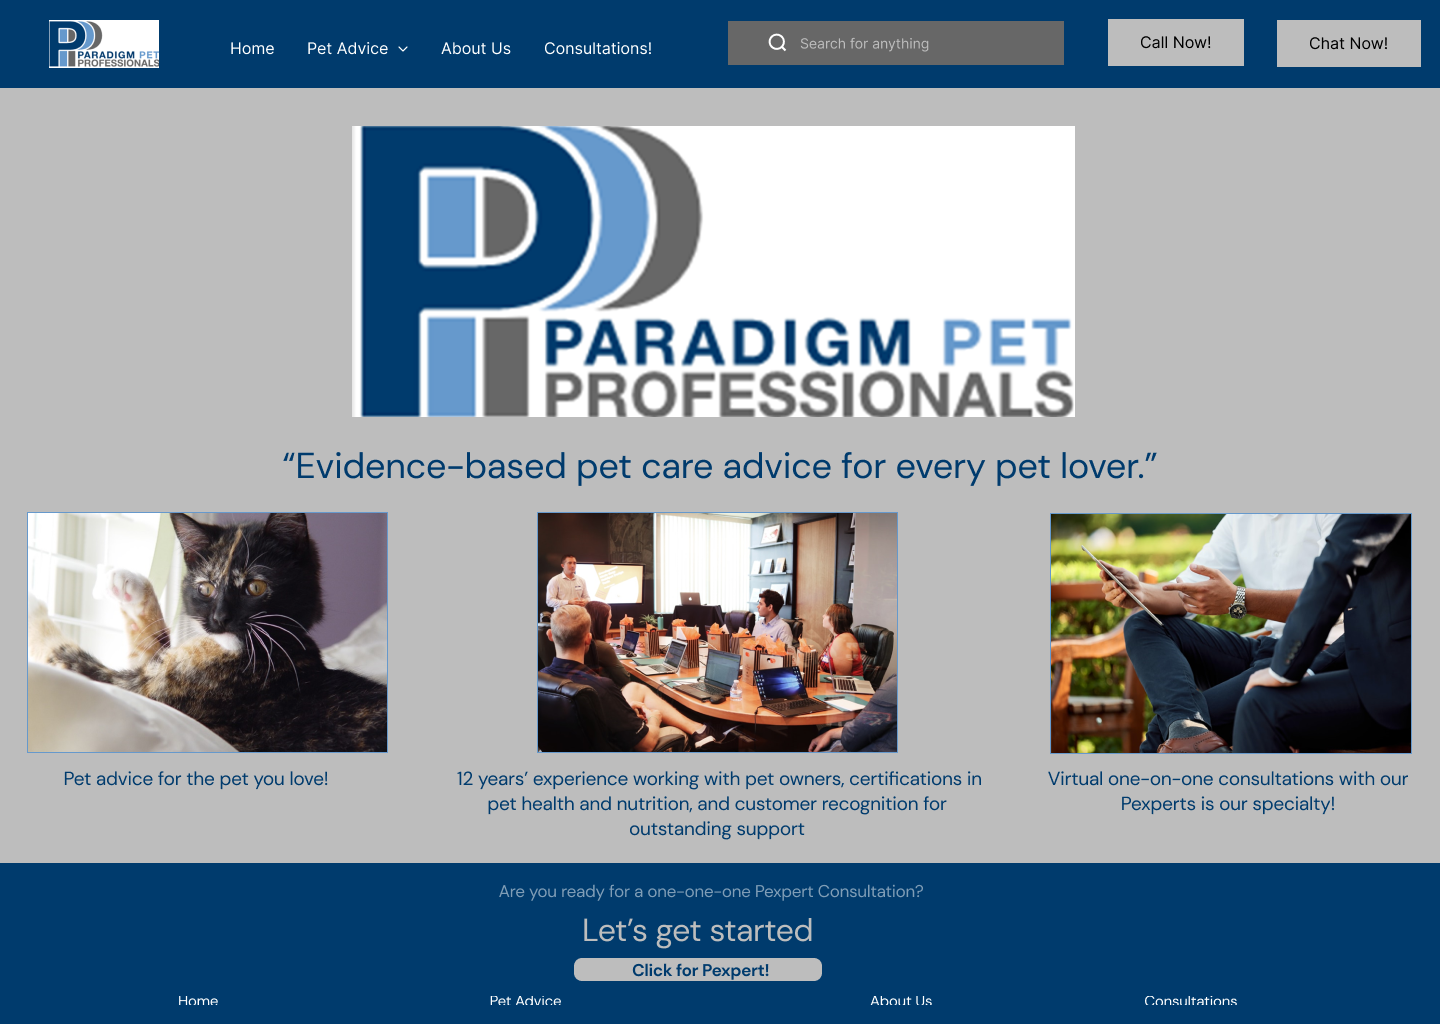 PARADIGM PET
PROFESSIONALS
Home
Pet Advice
About Us
Consultations!
Search for anything
Call Now!
Chat Now!
PARADIGM PET
PROFESSIONALS
“Evidence-based pet care advice for every pet lover.”
Pet advice for the pet you love!
12 years’ experience working with pet owners, certifications in
pet health and nutrition, and customer recognition for
outstanding support
Virtual one-on-one consultations with our
Pexperts is our specialty!
Are you ready for a one-one-one Pexpert Consultation?
Let’s get started
Click for Pexpert!
Home
Pet Advice
About Us
Consultations